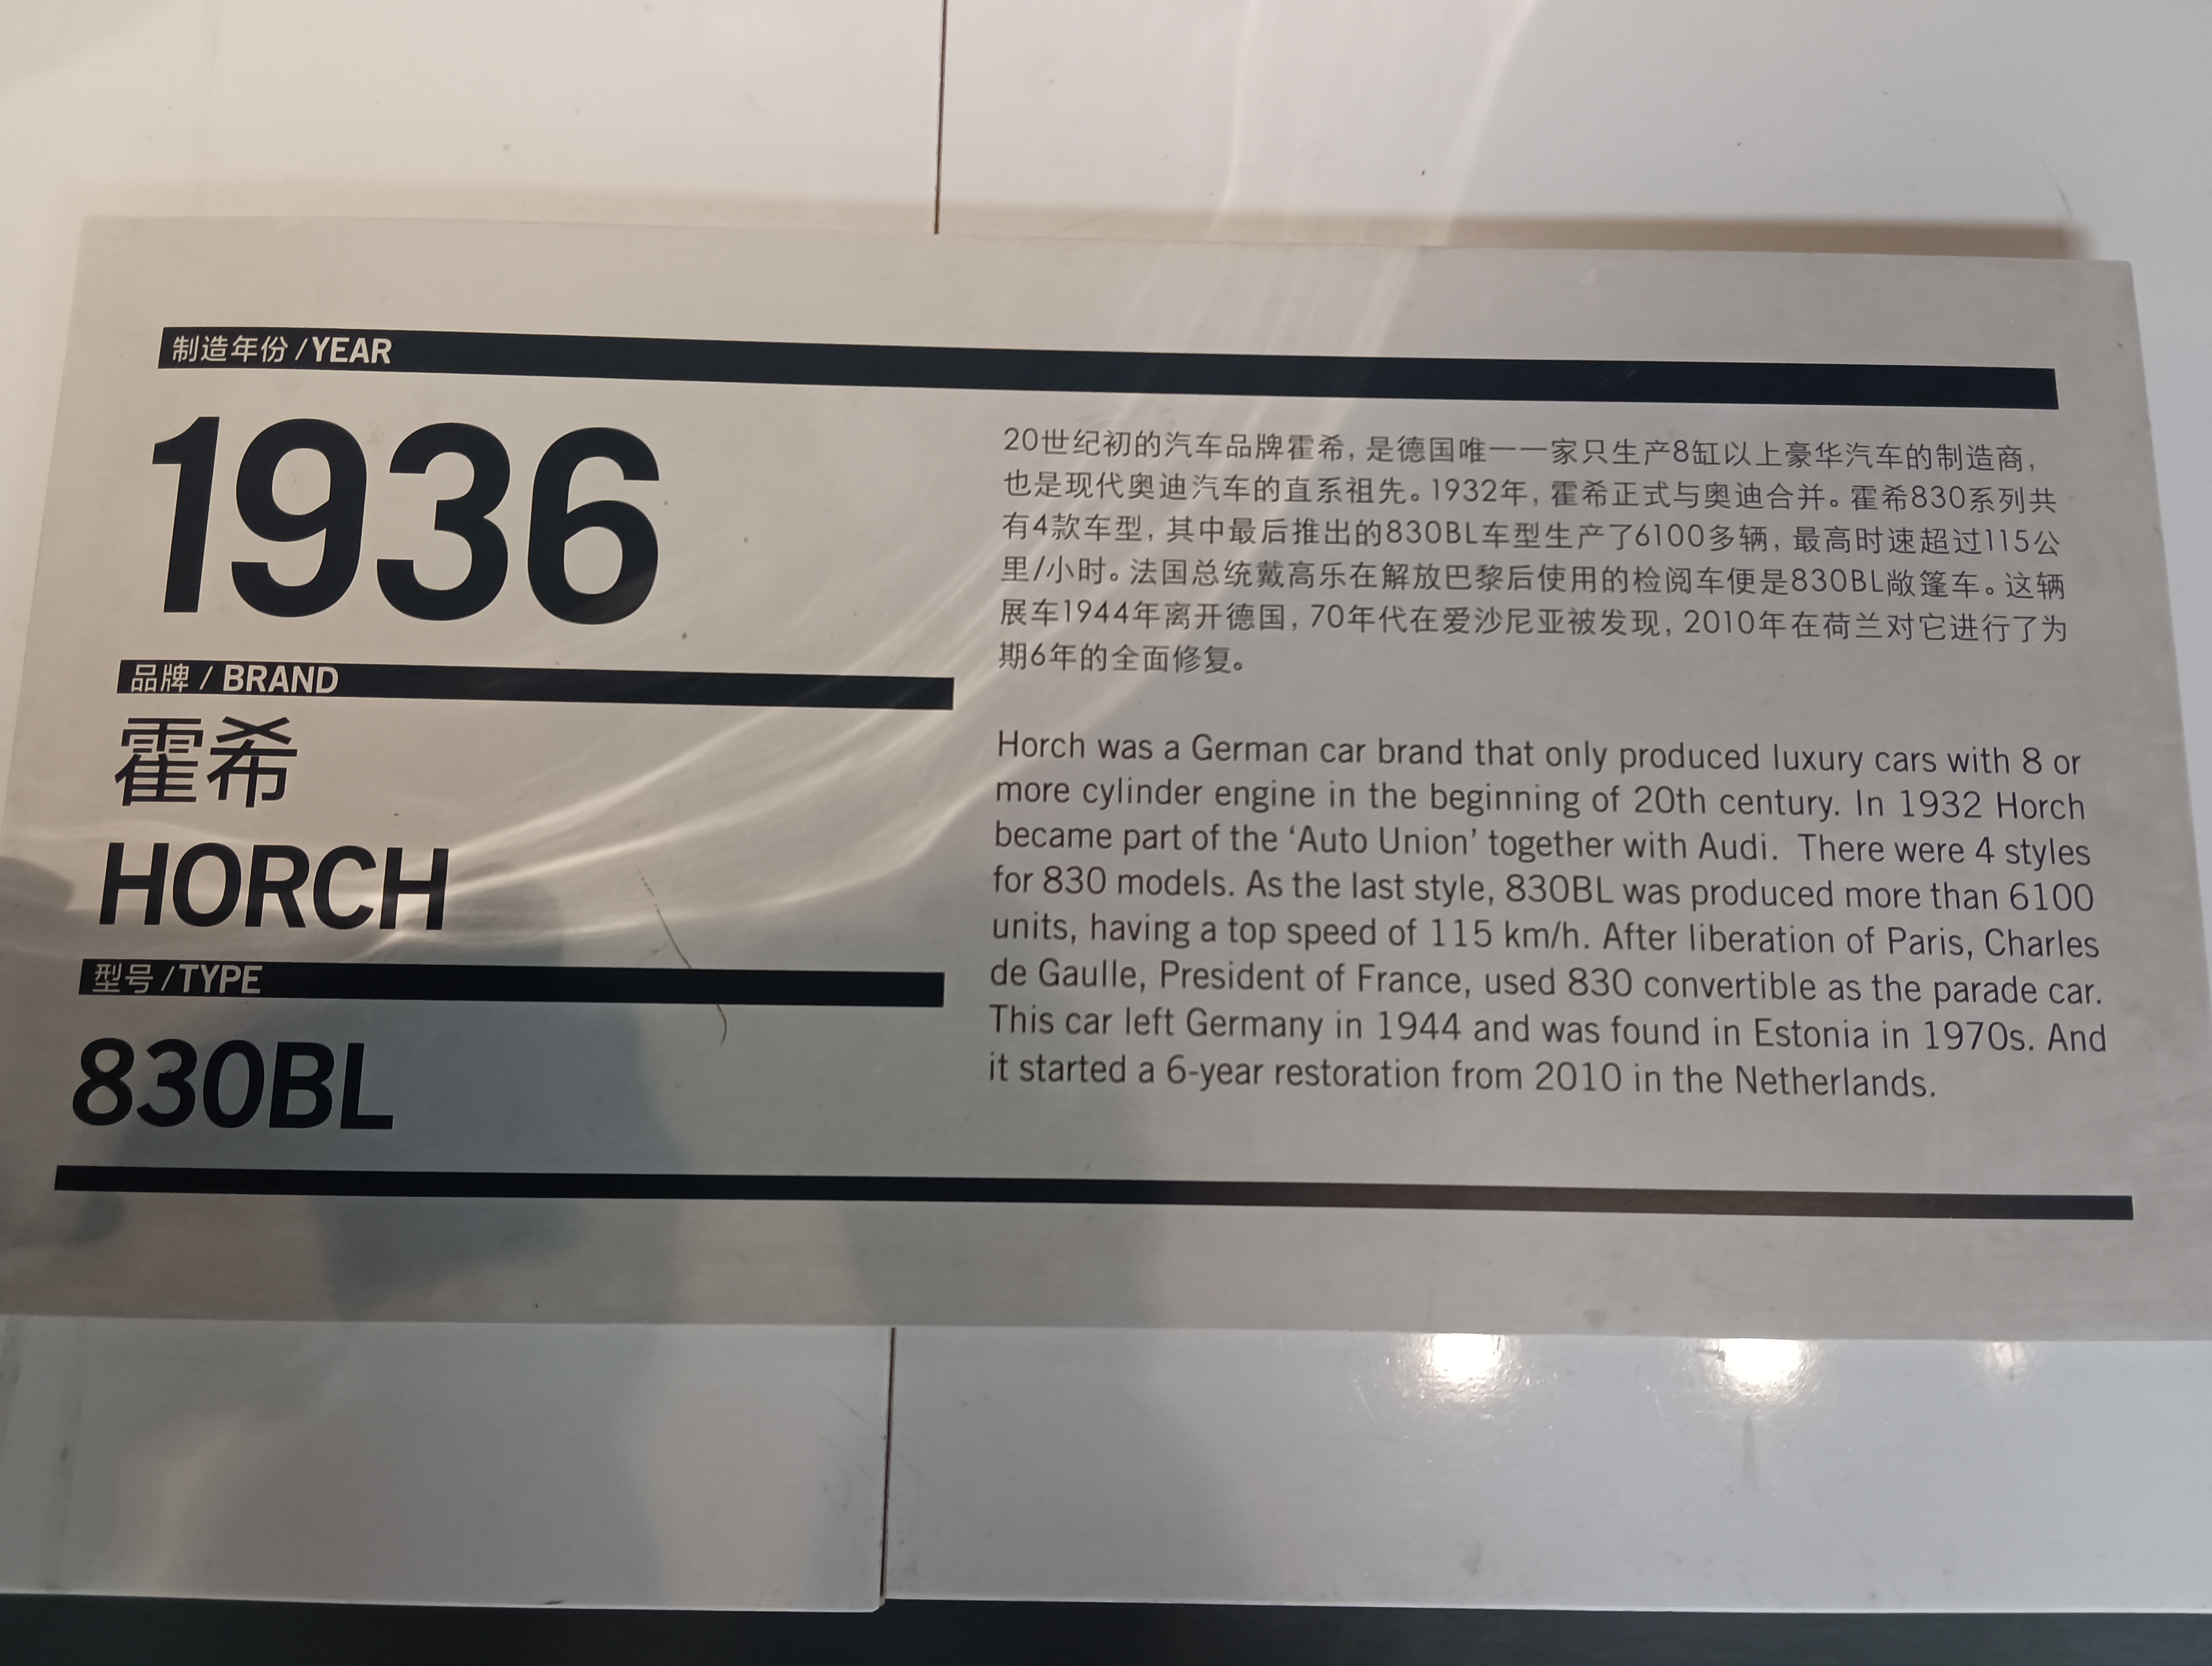 制造年份 / YEAR
1936
品牌 / BRAND
霍希
HORCH
型号 / TYPE
830BL
20世纪初的汽车品牌霍希，是德国唯一一家只生产8缸以上豪华汽车的制造商，
也是现代奥迪汽车的直系祖先。1932年，霍希正式与奥迪合并。霍希830系列共
有4款车型，其中最后推出的830BL车型生产了6100多辆，最高时速超过115公
里/小时。法国总统戴高乐在解放巴黎后使用的检阅车便是830BL敞篷车。这辆
展车1944年离开德国，70年代在爱沙尼亚被发现，2010年在荷兰对它进行了为
期6年的全面修复。
Horch was a German car brand that only produced luxury cars with 8 or
more cylinder engine in the beginning of 20th century. In 1932 Horch
became part of the ‘Auto Union’ together with Audi. There were 4 styles
for 830 models. As the last style, 830BL was produced more than 6100
units, having a top speed of 115 km/h. After liberation of Paris, Charles
de Gaulle, President of France, used 830 convertible as the parade car.
This car left Germany in 1944 and was found in Estonia in 1970s. And
it started a 6-year restoration from 2010 in the Netherlands.